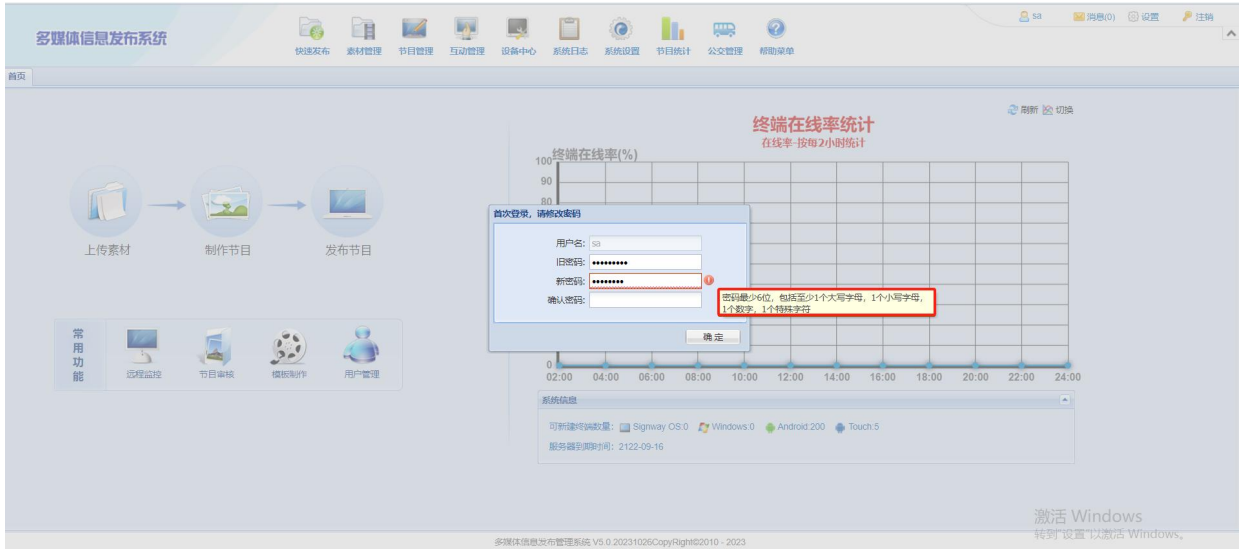 多媒体信息发布系统
快速发布 素材管理 节目管理 互动管理 设备中心 系统日志 系统设置 节目统计 公交管理 帮助菜单
sa 消息(0) 设置 注销
首页
刷新 切换
终端在线率统计
在线率-按每2小时统计
终端在线率(%)
100
90
80
首次登录，请修改密码
用户名: sa
旧密码: •••••••••
新密码: ••••••••
确认密码:
密码最少6位，包括至少1个大写字母，1个小写字母，
1个数字，1个特殊字符
确定
上传素材 制作节目 发布节目
常用功能
远程监控 节目审核 模板制作 用户管理
0
02:00 04:00 06:00 08:00 10:00 12:00 14:00 16:00 18:00 20:00 22:00 24:00
系统信息
可新建终端数量: Signway OS:0 Windows:0 Android:200 Touch:5
服务器到期时间: 2122-09-16
激活 Windows
转到"设置"以激活 Windows。
多媒体信息发布管理系统 V5.0.20231026CopyRight©2010 - 2023